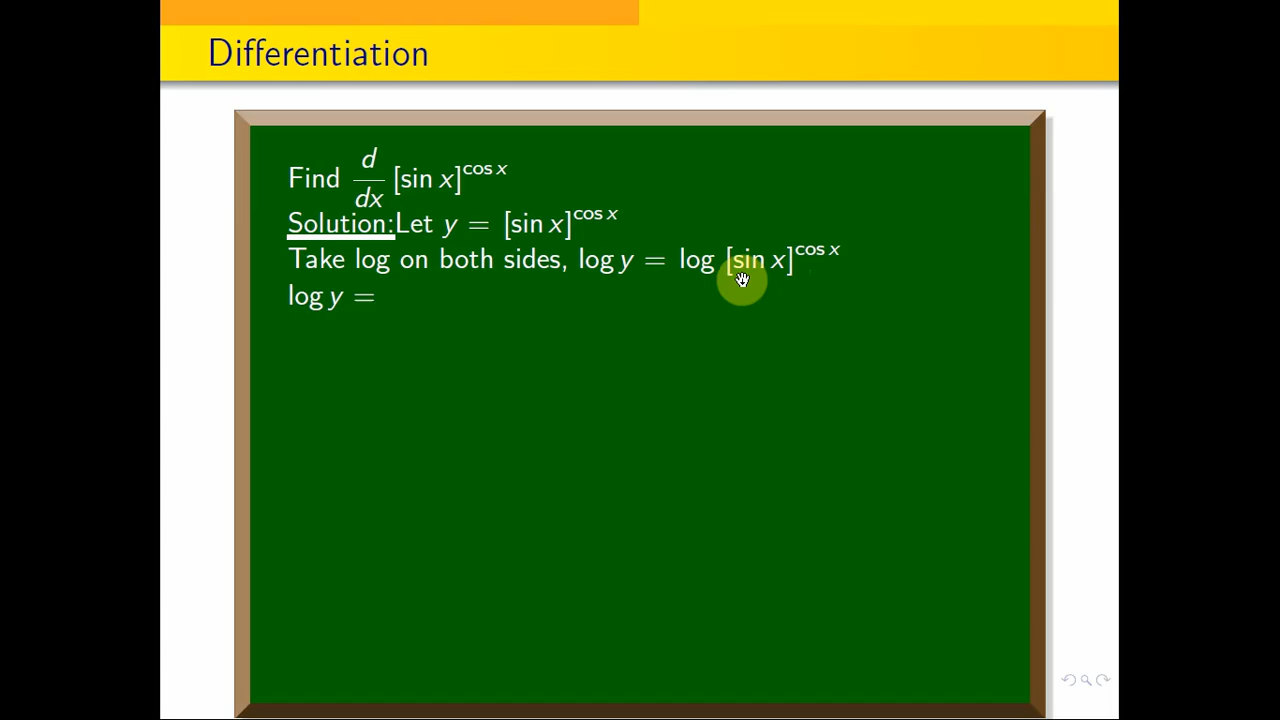 Differentiation
Find d/dx [sin x]^cos x
Solution:Let y = [sin x]^cos x
Take log on both sides, log y = log [sin x]^cos x
log y =